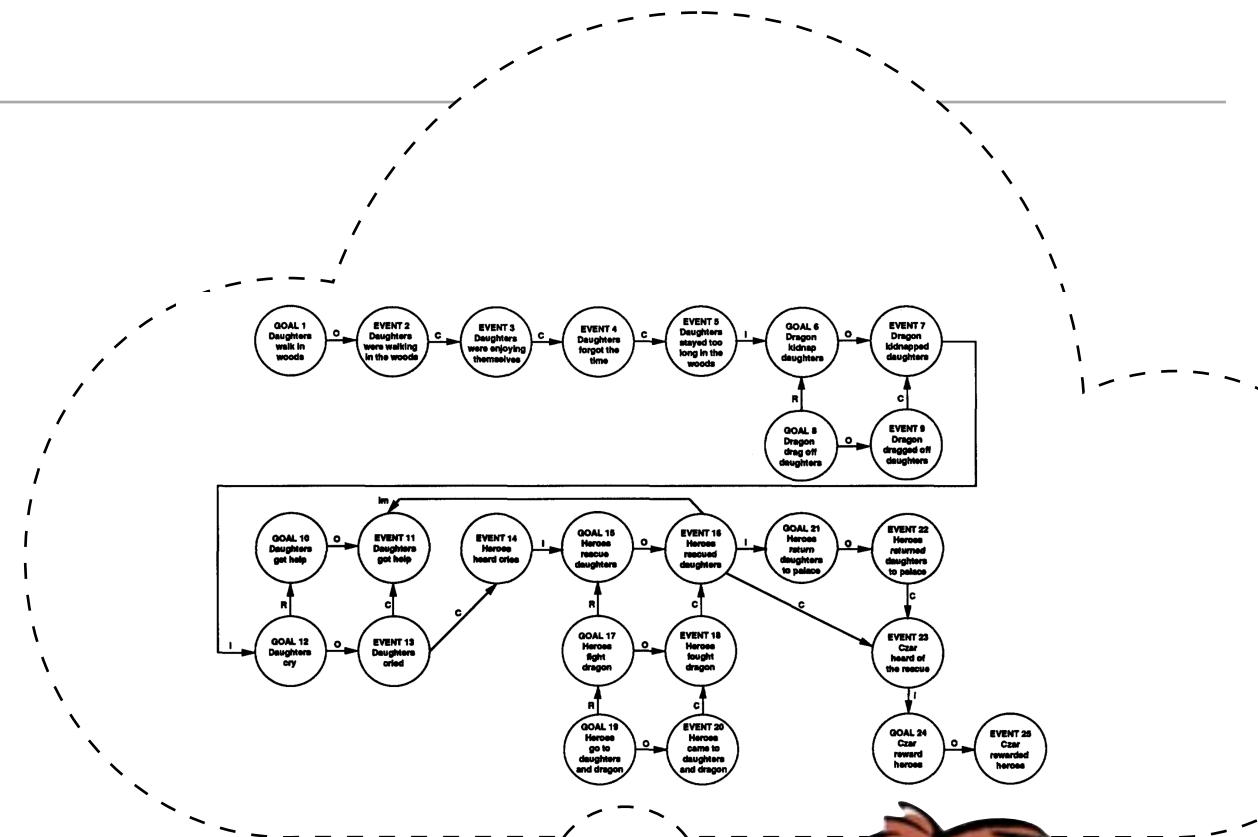 GOAL 1
Daughters
walk in
woods
O
EVENT 2
Daughters
were walking
in the woods
C
EVENT 3
Daughters
were enjoying
themselves
C
EVENT 4
Daughters
forgot the
time
C
EVENT 5
Daughters
stayed too
long in the
woods
I
GOAL 6
Dragon
kidnap
daughters
O
EVENT 7
Dragon
kidnapped
daughters
R
C
GOAL 8
Dragon
drag off
daughters
O
EVENT 9
Dragon
dragged off
daughters
Im
GOAL 10
Daughters
get help
O
EVENT 11
Daughters
got help
EVENT 14
Heroes
heard cries
I
GOAL 15
Heroes
rescue
daughters
O
EVENT 16
Heroes
rescued
daughters
I
GOAL 21
Heroes
return
daughters
to palace
O
EVENT 22
Heroes
returned
daughters
to palace
R
C
C
R
C
C
C
I
GOAL 12
Daughters
cry
O
EVENT 13
Daughters
cried
GOAL 17
Heroes
fight
dragon
O
EVENT 18
Heroes
fought
dragon
EVENT 23
Czar
heard of
the rescue
R
C
I
GOAL 19
Heroes
go to
daughters
and dragon
O
EVENT 20
Heroes
came to
daughters
and dragon
GOAL 24
Czar
reward
heroes
O
EVENT 25
Czar
rewarded
heroes